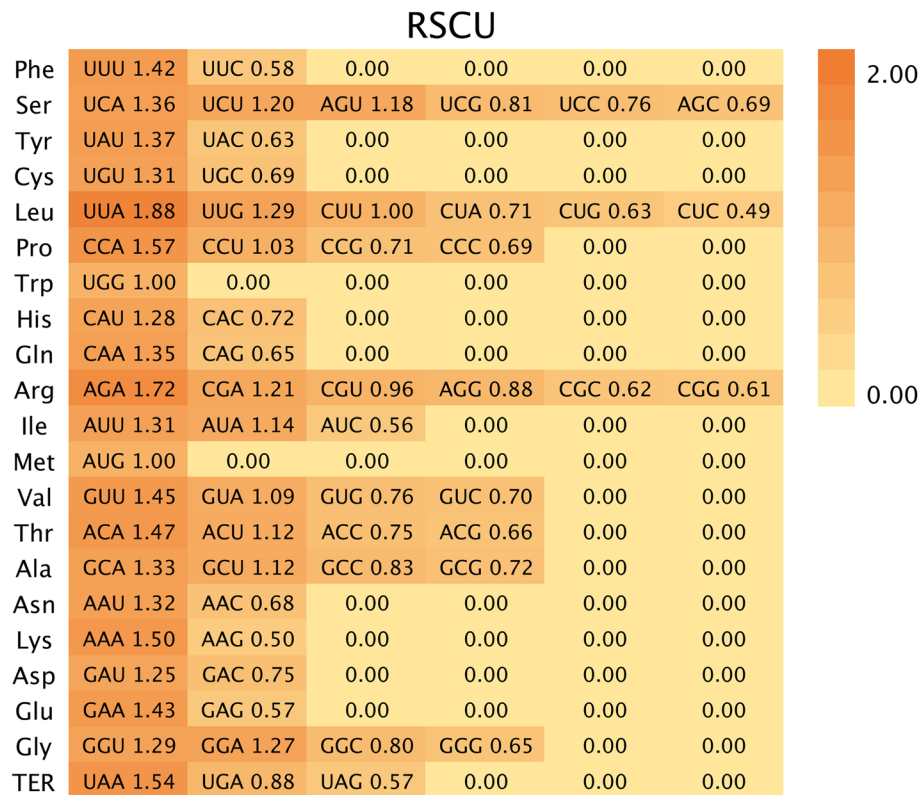 RSCU
Phe UUU 1.42 UUC 0.58 0.00 0.00 0.00 0.00
Ser UCA 1.36 UCU 1.20 AGU 1.18 UCG 0.81 UCC 0.76 AGC 0.69
Tyr UAU 1.37 UAC 0.63 0.00 0.00 0.00 0.00
Cys UGU 1.31 UGC 0.69 0.00 0.00 0.00 0.00
Leu UUA 1.88 UUG 1.29 CUU 1.00 CUA 0.71 CUG 0.63 CUC 0.49
Pro CCA 1.57 CCU 1.03 CCG 0.71 CCC 0.69 0.00 0.00
Trp UGG 1.00 0.00 0.00 0.00 0.00 0.00
His CAU 1.28 CAC 0.72 0.00 0.00 0.00 0.00
Gln CAA 1.35 CAG 0.65 0.00 0.00 0.00 0.00
Arg AGA 1.72 CGA 1.21 CGU 0.96 AGG 0.88 CGC 0.62 CGG 0.61
Ile AUU 1.31 AUA 1.14 AUC 0.56 0.00 0.00 0.00
Met AUG 1.00 0.00 0.00 0.00 0.00 0.00
Val GUU 1.45 GUA 1.09 GUG 0.76 GUC 0.70 0.00 0.00
Thr ACA 1.47 ACU 1.12 ACC 0.75 ACG 0.66 0.00 0.00
Ala GCA 1.33 GCU 1.12 GCC 0.83 GCG 0.72 0.00 0.00
Asn AAU 1.32 AAC 0.68 0.00 0.00 0.00 0.00
Lys AAA 1.50 AAG 0.50 0.00 0.00 0.00 0.00
Asp GAU 1.25 GAC 0.75 0.00 0.00 0.00 0.00
Glu GAA 1.43 GAG 0.57 0.00 0.00 0.00 0.00
Gly GGU 1.29 GGA 1.27 GGC 0.80 GGG 0.65 0.00 0.00
TER UAA 1.54 UGA 0.88 UAG 0.57 0.00 0.00 0.00
2.00
0.00